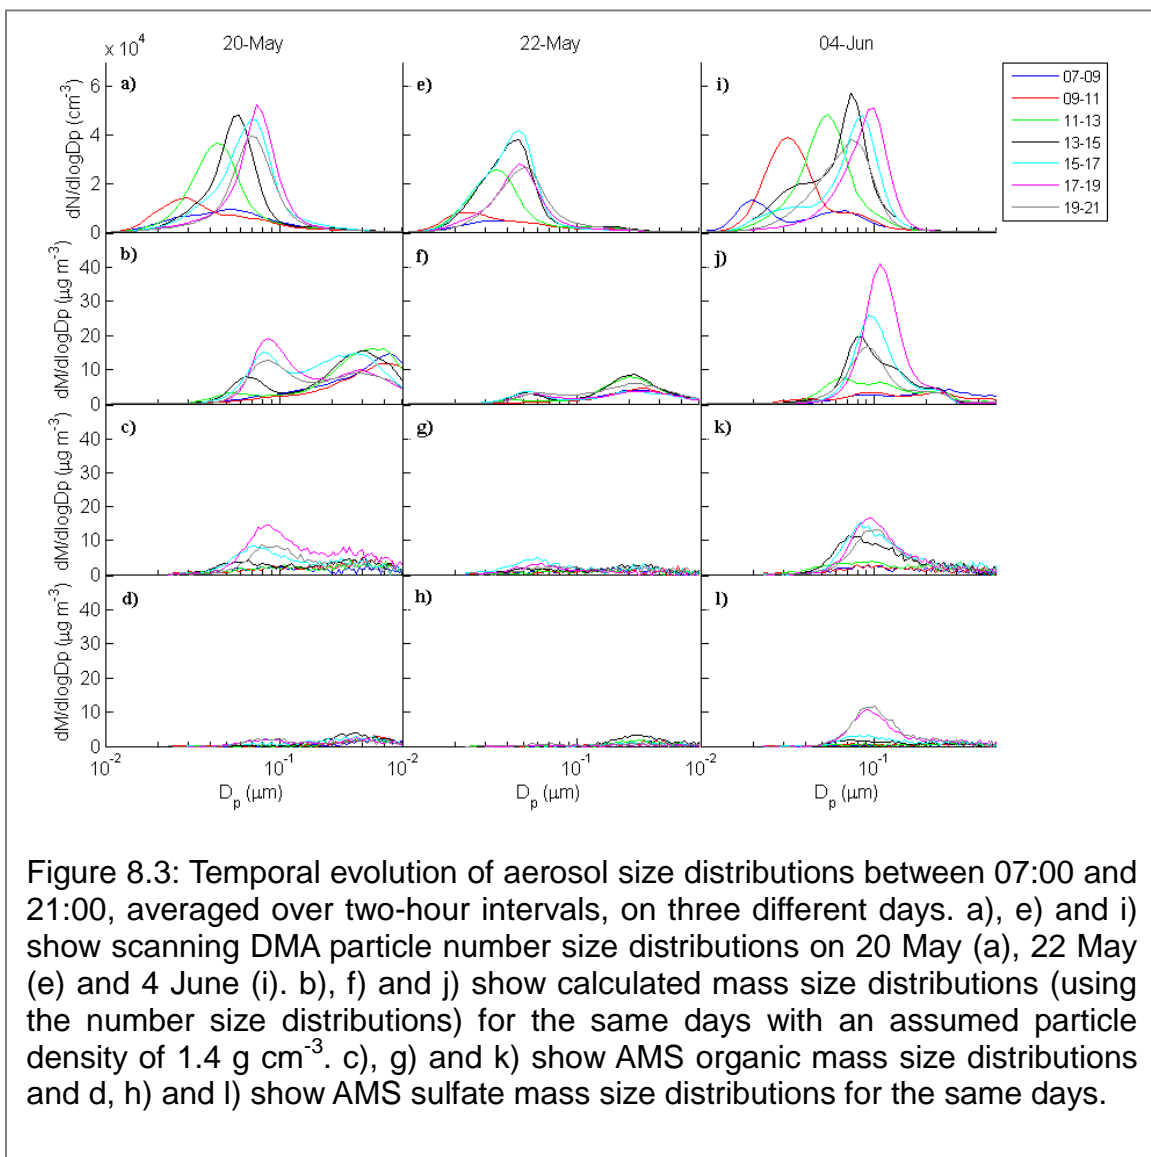 x 10⁴ 20-May 22-May 04-Jun
a) e) i)
6
4
2
0
dN/dlogDp (cm⁻³)
07-09
09-11
11-13
13-15
15-17
17-19
19-21
b) f) j)
40
30
20
10
0
dM/dlogDp (μg m⁻³)
c) g) k)
40
30
20
10
0
dM/dlogDp (μg m⁻³)
d) h) l)
40
30
20
10
0
dM/dlogDp (μg m⁻³)
10⁻² 10⁻¹ 10⁻² 10⁻¹ 10⁻² 10⁻¹
Dₚ (μm) Dₚ (μm) Dₚ (μm)
Figure 8.3: Temporal evolution of aerosol size distributions between 07:00 and
21:00, averaged over two-hour intervals, on three different days. a), e) and i)
show scanning DMA particle number size distributions on 20 May (a), 22 May
(e) and 4 June (i). b), f) and j) show calculated mass size distributions (using
the number size distributions) for the same days with an assumed particle
density of 1.4 g cm⁻³. c), g) and k) show AMS organic mass size distributions
and d, h) and l) show AMS sulfate mass size distributions for the same days.